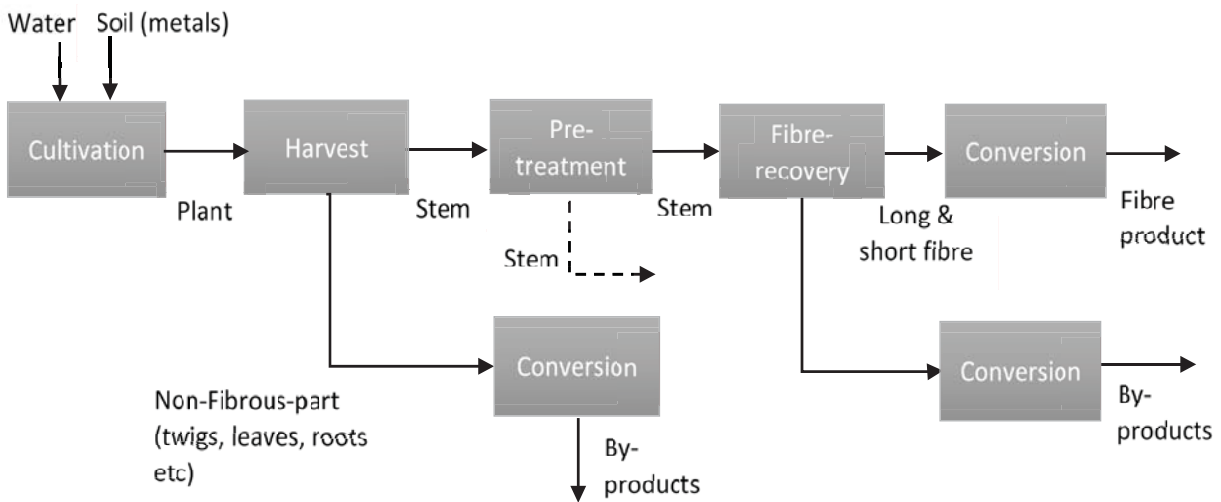 Water
Soil (metals)
Cultivation
Harvest
Pre-
treatment
Fibre-
recovery
Conversion
Plant
Stem
Stem
Long &
short fibre
Fibre
product
Stem
Conversion
Conversion
Non-Fibrous-part
(twigs, leaves, roots
etc)
By-
products
By-
products